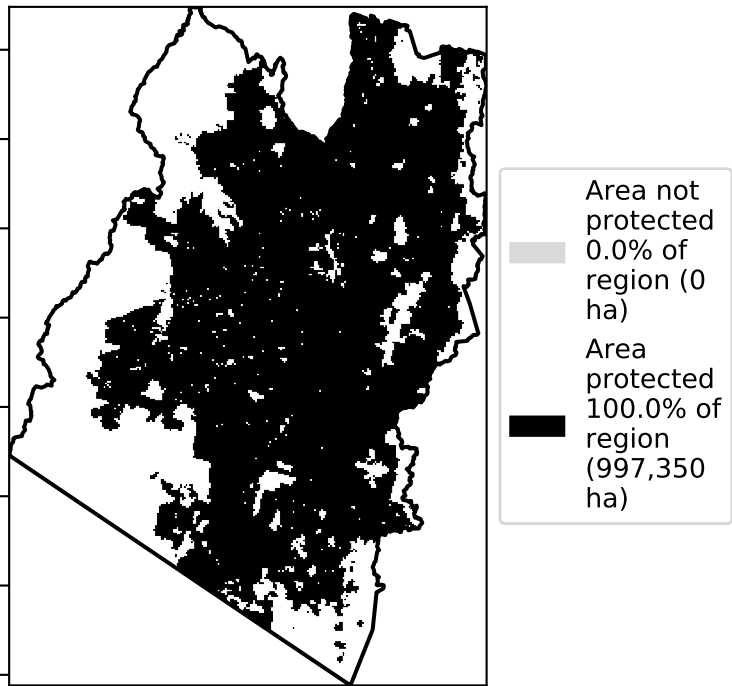 Area not
protected
0.0% of
region (0
ha)
Area
protected
100.0% of
region
(997,350
ha)